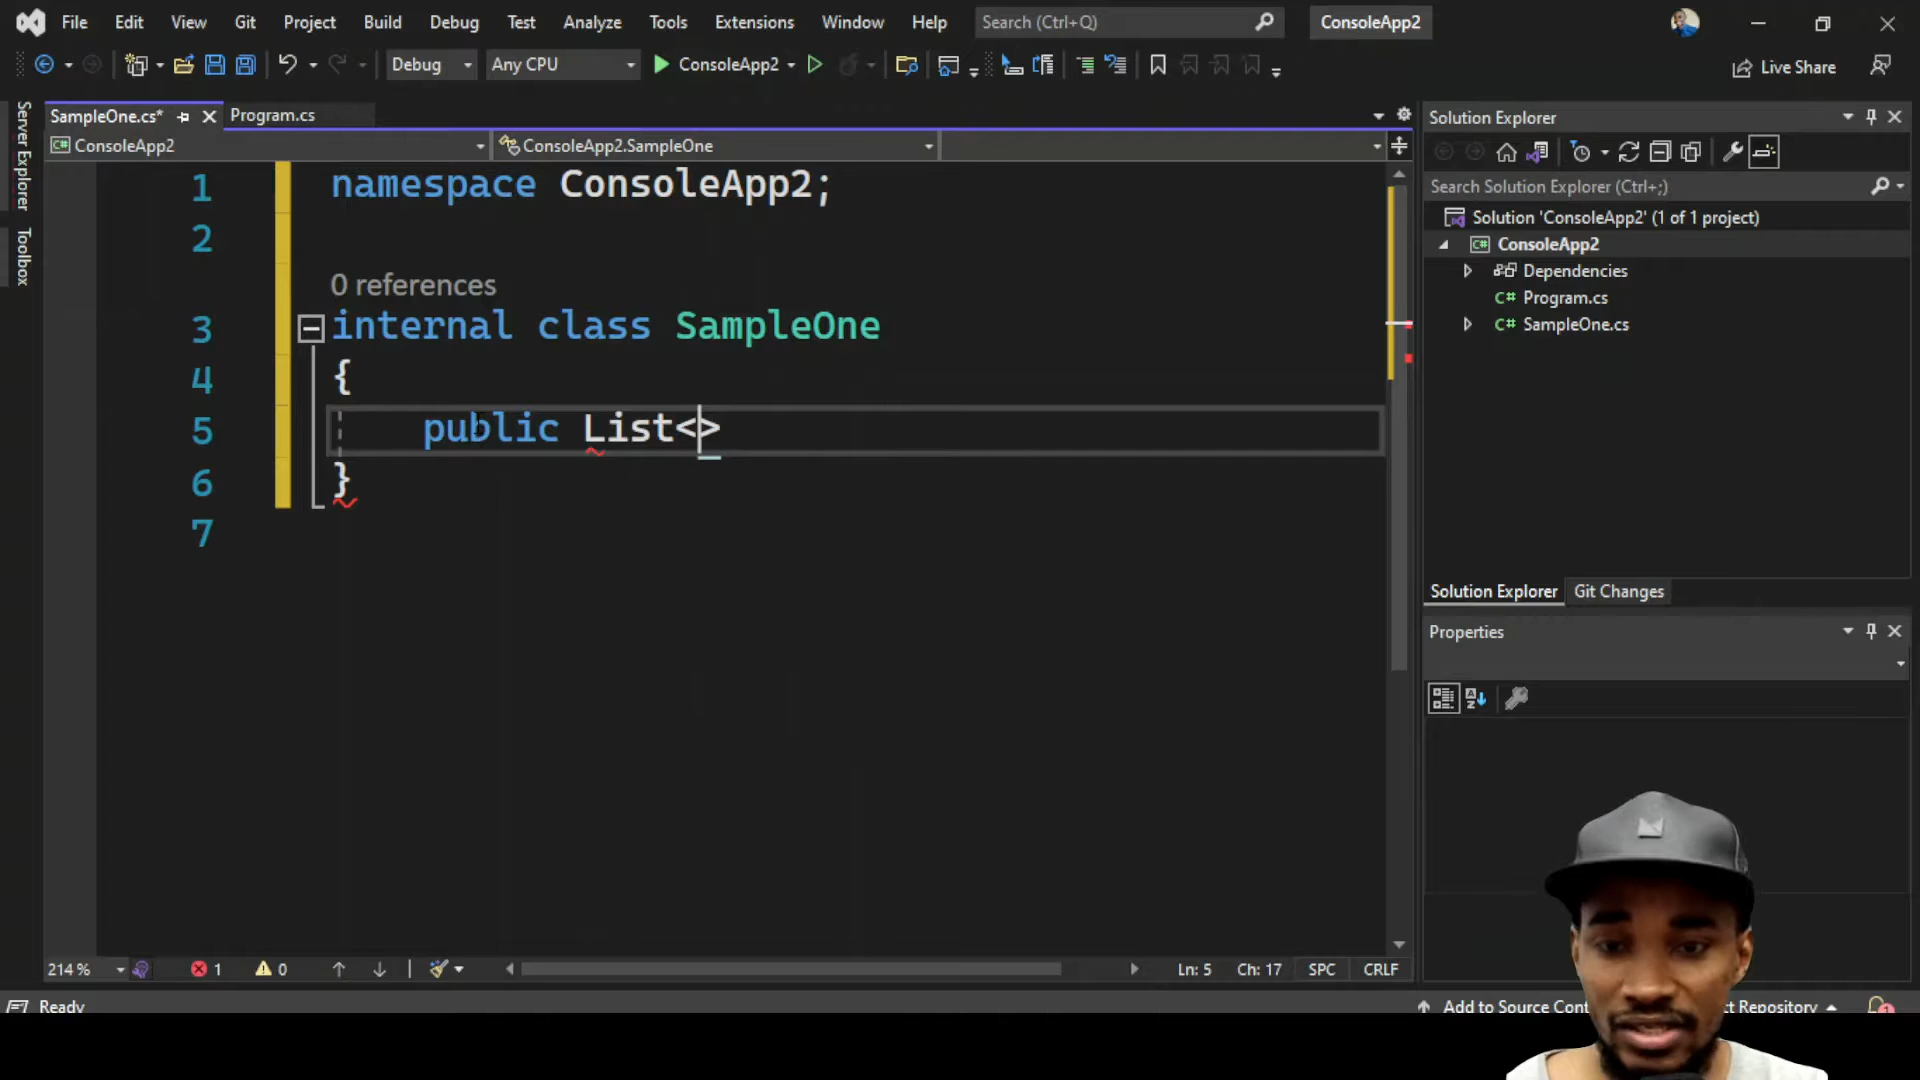 File Edit View Git Project Build Debug Test Analyze Tools Extensions Window Help Search (Ctrl+Q) ConsoleApp2
Debug Any CPU ConsoleApp2 Live Share
Server Explorer
Toolbox
SampleOne.cs* Program.cs
ConsoleApp2 ConsoleApp2.SampleOne
1 namespace ConsoleApp2;
2
0 references
3 internal class SampleOne
4 {
5 public List<>
6 }
7
214 % 1 0 Ln: 5 Ch: 17 SPC CRLF
Solution Explorer
Search Solution Explorer (Ctrl+;)
Solution 'ConsoleApp2' (1 of 1 project)
C# ConsoleApp2
Dependencies
C# Program.cs
C# SampleOne.cs
Solution Explorer Git Changes
Properties
Ready Add to Source Repository